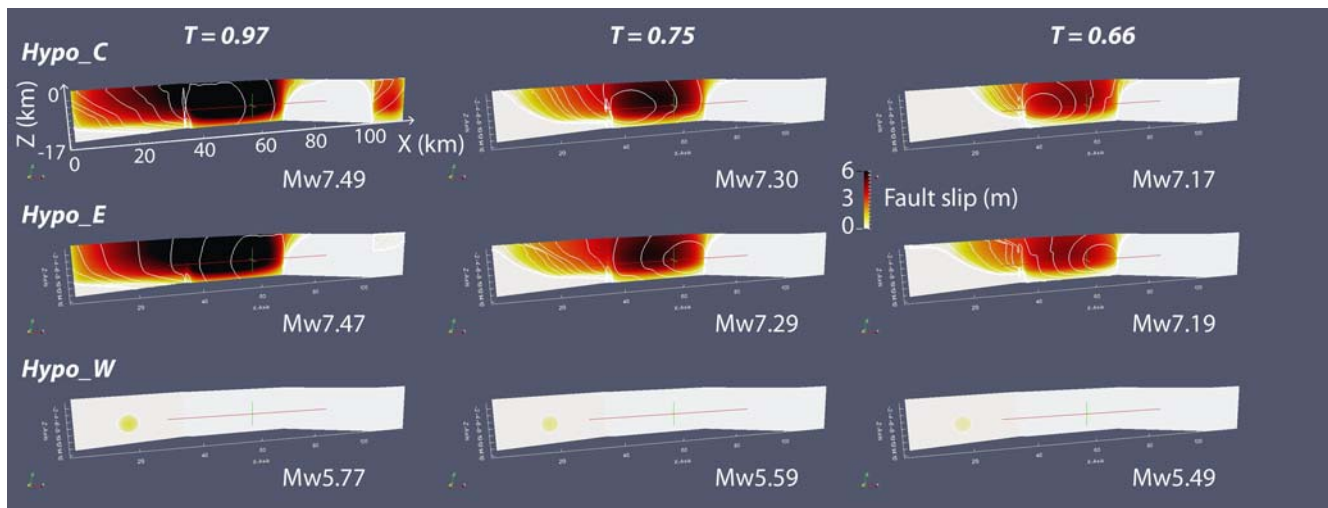 T = 0.97 T = 0.75 T = 0.66
Hypo_C
Z (km)
0
-17
0 20 40 60 80 100 X (km)
Mw7.49 Mw7.30 Mw7.17
6
3
0
Fault slip (m)
Hypo_E
Mw7.47 Mw7.29 Mw7.19
Hypo_W
Mw5.77 Mw5.59 Mw5.49